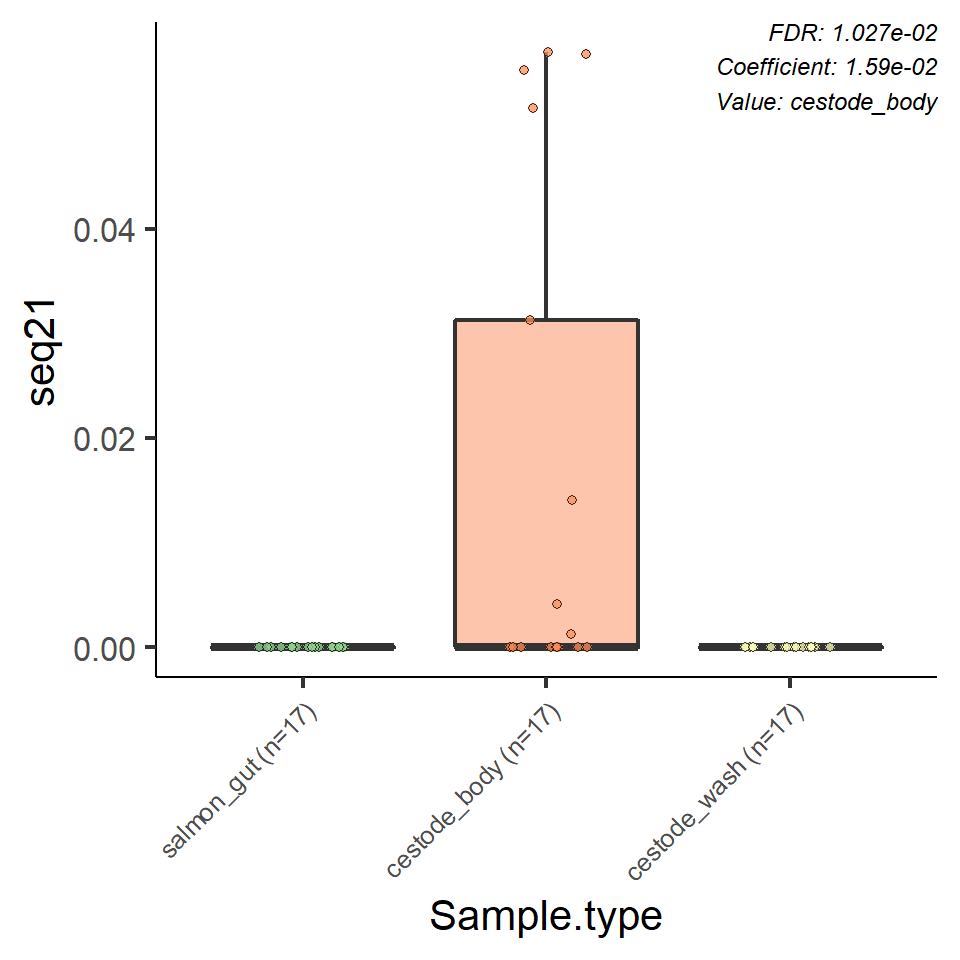 FDR: 1.027e-02
Coefficient: 1.59e-02
Value: cestode_body
0.04
0.02
0.00
seq21
salmon_gut (n=17)
cestode_body (n=17)
cestode_wash (n=17)
Sample.type